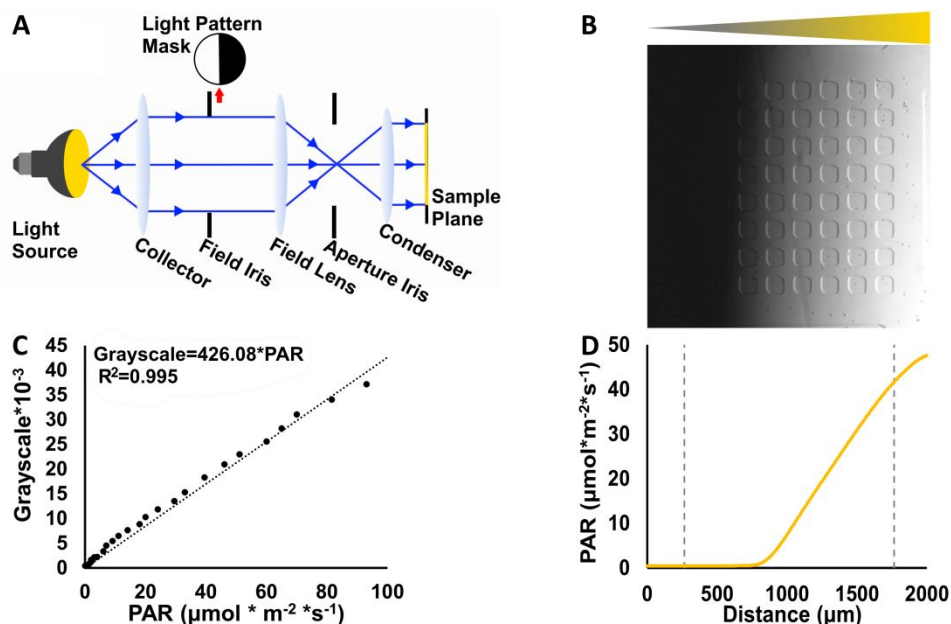 A
Light Pattern
Mask
Light
Source
Collector
Field Iris
Field Lens
Aperture Iris
Condenser
Sample
Plane
B
C
Grayscale=426.08*PAR
R²=0.995
Grayscale*10⁻³
45
40
35
30
25
20
15
10
5
0
0 20 40 60 80 100
PAR (µmol * m⁻² *s⁻¹)
D
PAR (µmol*m⁻²*s⁻¹)
50
40
30
20
10
0
0 500 1000 1500 2000
Distance (µm)